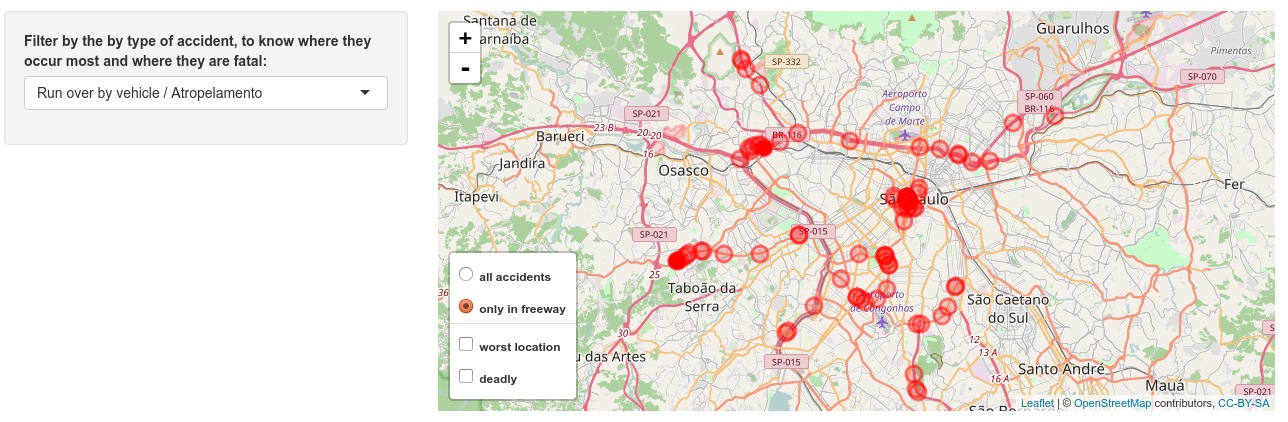 Filter by the by type of accident, to know where they
occur most and where they are fatal:
Run over by vehicle / Atropelamento
+
-
Santana de
arnaíba
SP-332
Guarulhos
Pimentas
SP-070
Aeroporto
Campo
de Marte
SP-060
BR-116
SP-021
23 B
20-20
16
BR-116
Barueri
Jandira
Osasco
Itapevi
São Paulo
Fer
SP-021
SP-015
25
36
Taboão da
Serra
Aeroporto
de Congonhas
São Caetano
do Sul
30
u das Artes
SP-015
12
13 A
16 A
Santo André
Mauá
S
SP-021
São Bernardo
all accidents
only in freeway
worst location
deadly
Leaflet | © OpenStreetMap contributors, CC-BY-SA